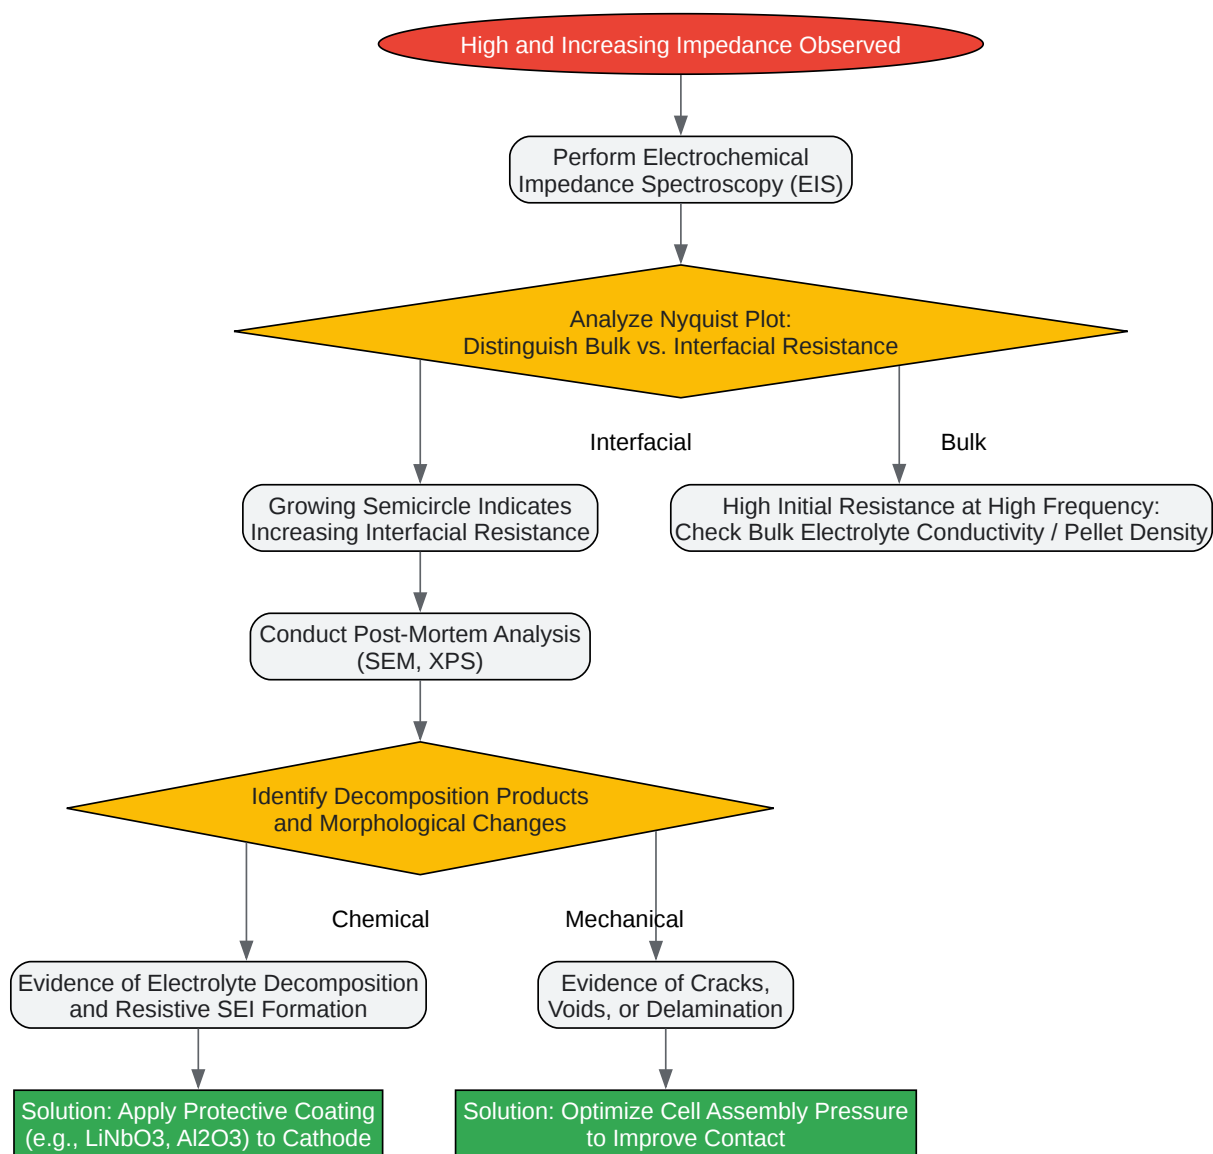 High and Increasing Impedance Observed
Perform Electrochemical
Impedance Spectroscopy (EIS)
Analyze Nyquist Plot:
Distinguish Bulk vs. Interfacial Resistance
Interfacial
Bulk
Growing Semicircle Indicates
Increasing Interfacial Resistance
High Initial Resistance at High Frequency:
Check Bulk Electrolyte Conductivity / Pellet Density
Conduct Post-Mortem Analysis
(SEM, XPS)
Identify Decomposition Products
and Morphological Changes
Chemical
Mechanical
Evidence of Electrolyte Decomposition
and Resistive SEI Formation
Evidence of Cracks,
Voids, or Delamination
Solution: Apply Protective Coating
(e.g., LiNbO3, Al2O3) to Cathode
Solution: Optimize Cell Assembly Pressure
to Improve Contact